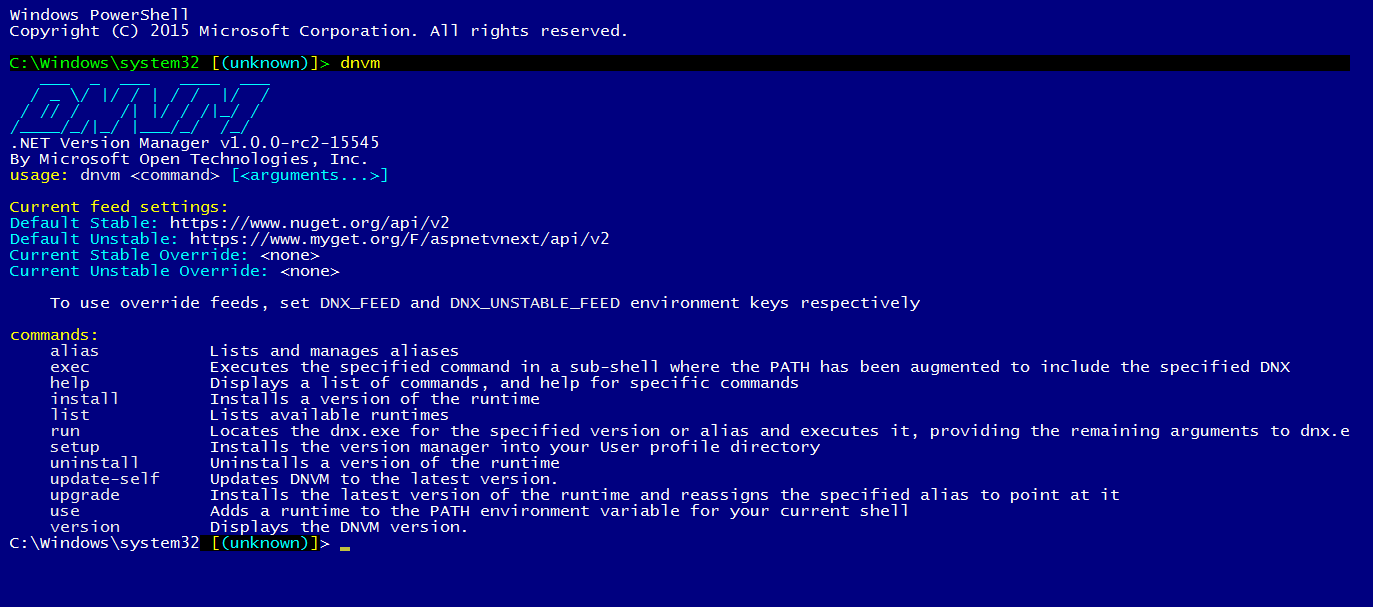 Windows PowerShell
Copyright (C) 2015 Microsoft Corporation. All rights reserved.
C:\Windows\system32 [(unknown)]> dnvm
   ___  _  ___   ____  ___
  / _ \/ |/ / | / /  |/  /
 / // /    /| |/ / /|_/ /
/____/_/|_/ |___/_/  /_/
.NET Version Manager v1.0.0-rc2-15545
By Microsoft Open Technologies, Inc.
usage: dnvm <command> [<arguments...>]
Current feed settings:
Default Stable: https://www.nuget.org/api/v2
Default Unstable: https://www.myget.org/F/aspnetvnext/api/v2
Current Stable Override: <none>
Current Unstable Override: <none>
    To use override feeds, set DNX_FEED and DNX_UNSTABLE_FEED environment keys respectively
commands:
    alias           Lists and manages aliases
    exec            Executes the specified command in a sub-shell where the PATH has been augmented to include the specified DNX
    help            Displays a list of commands, and help for specific commands
    install         Installs a version of the runtime
    list            Lists available runtimes
    run             Locates the dnx.exe for the specified version or alias and executes it, providing the remaining arguments to dnx.e
    setup           Installs the version manager into your User profile directory
    uninstall       Uninstalls a version of the runtime
    update-self     Updates DNVM to the latest version.
    upgrade         Installs the latest version of the runtime and reassigns the specified alias to point at it
    use             Adds a runtime to the PATH environment variable for your current shell
    version         Displays the DNVM version.
C:\Windows\system32 [(unknown)]> _